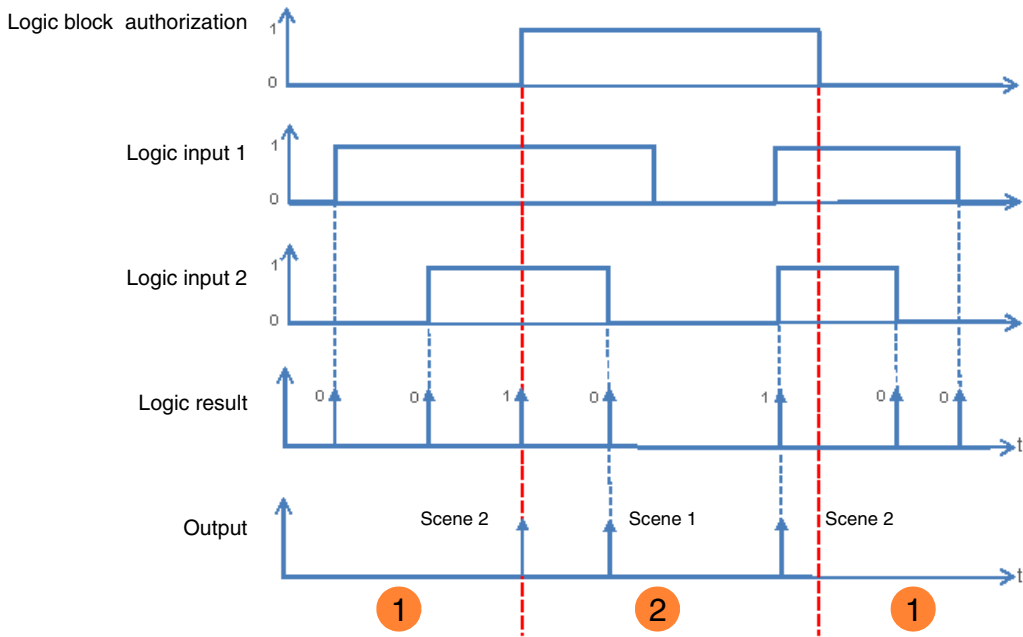 Logic block authorization
1
0
Logic input 1
1
0
Logic input 2
1
0
Logic result
0 0 1 0 1 0 0
t
Output
Scene 2 Scene 1 Scene 2
t
1 2 1